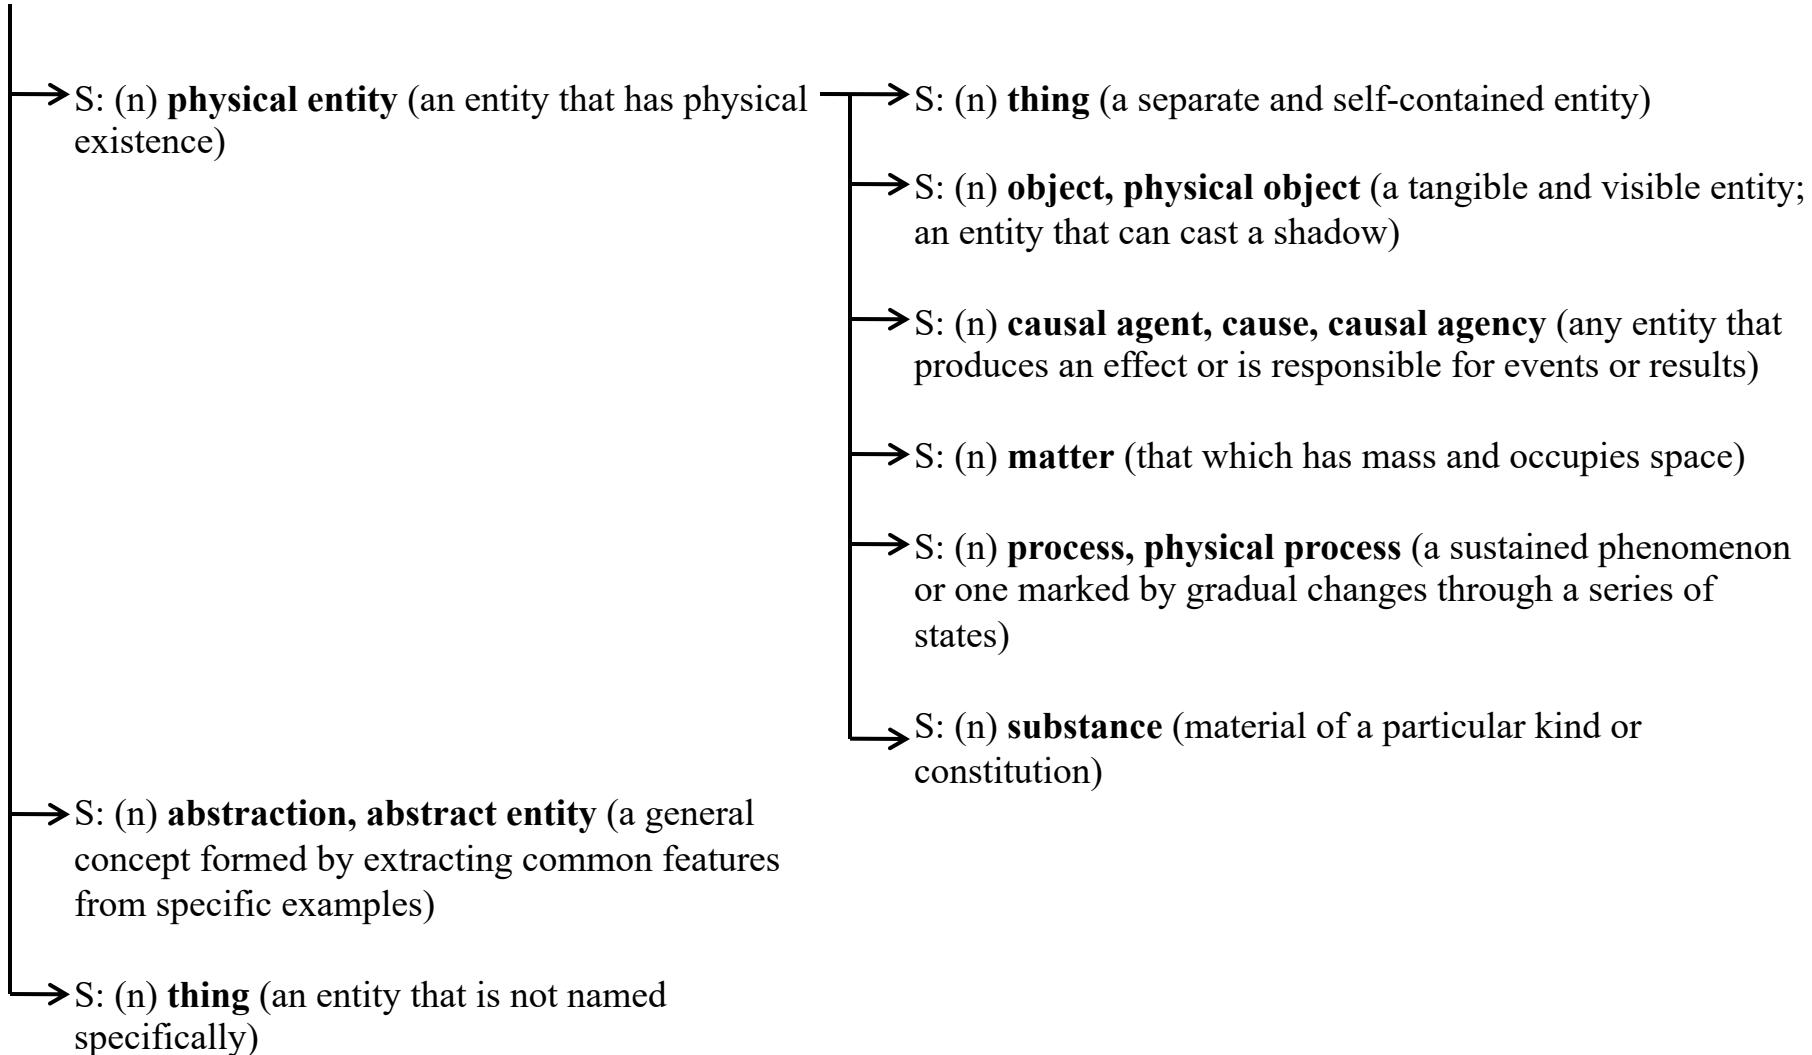 S: (n) physical entity (an entity that has physical
existence)
S: (n) thing (a separate and self-contained entity)
S: (n) object, physical object (a tangible and visible entity;
an entity that can cast a shadow)
S: (n) causal agent, cause, causal agency (any entity that
produces an effect or is responsible for events or results)
S: (n) matter (that which has mass and occupies space)
S: (n) process, physical process (a sustained phenomenon
or one marked by gradual changes through a series of
states)
S: (n) substance (material of a particular kind or
constitution)
S: (n) abstraction, abstract entity (a general
concept formed by extracting common features
from specific examples)
S: (n) thing (an entity that is not named
specifically)